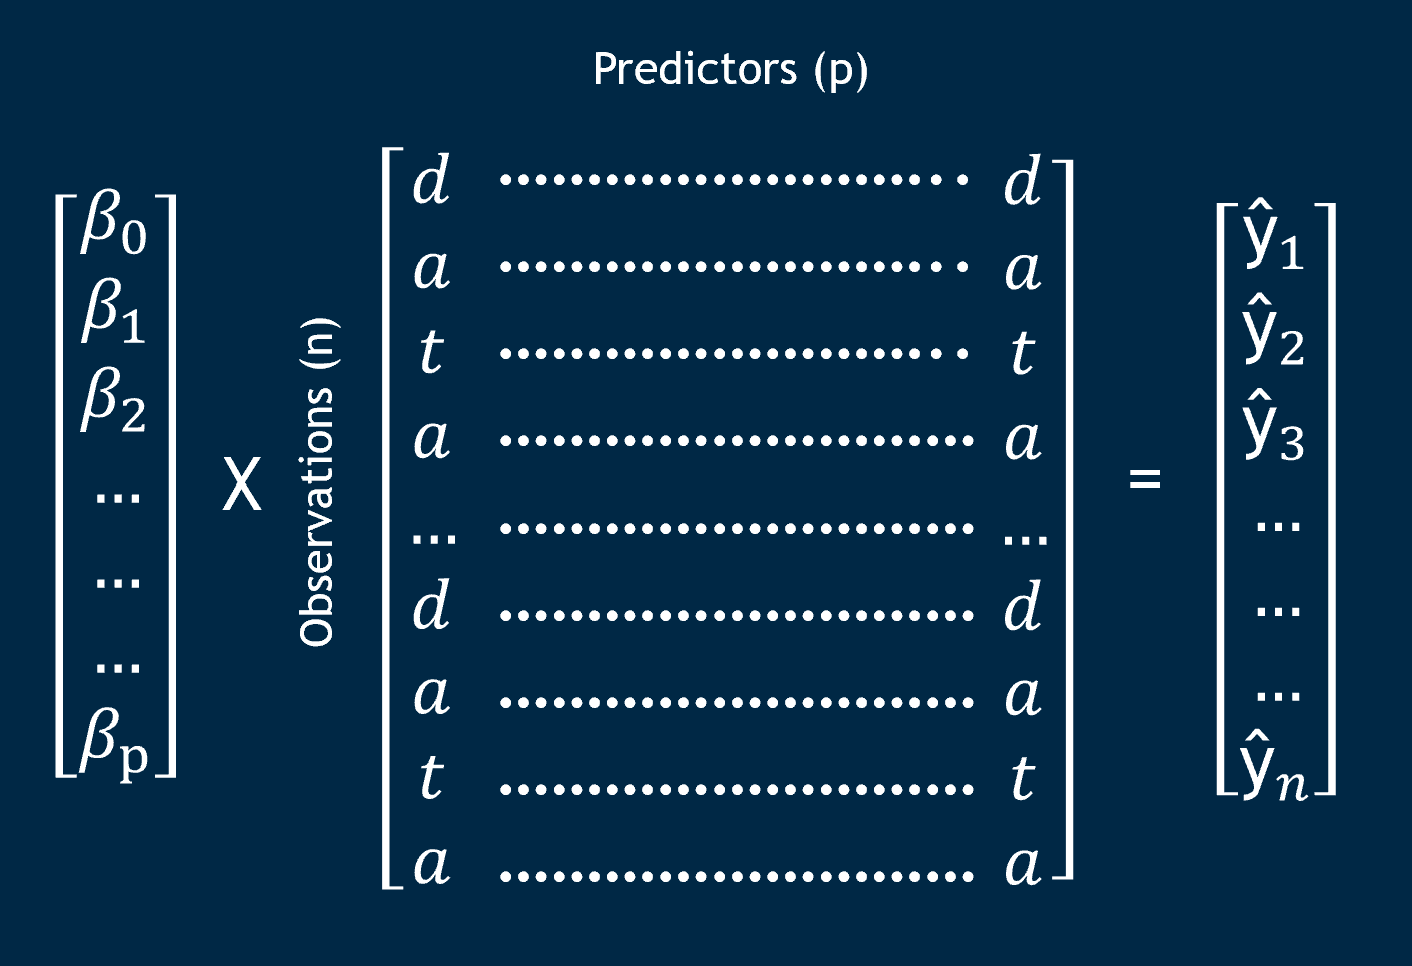 Predictors (p)
Observations (n)
β0
β1
β2
...
...
...
βp
X
d .......................... d
a .......................... a
t .......................... t
a .......................... a
... .......................... ...
d .......................... d
a .......................... a
t .......................... t
a .......................... a
=
ŷ1
ŷ2
ŷ3
...
...
...
ŷn